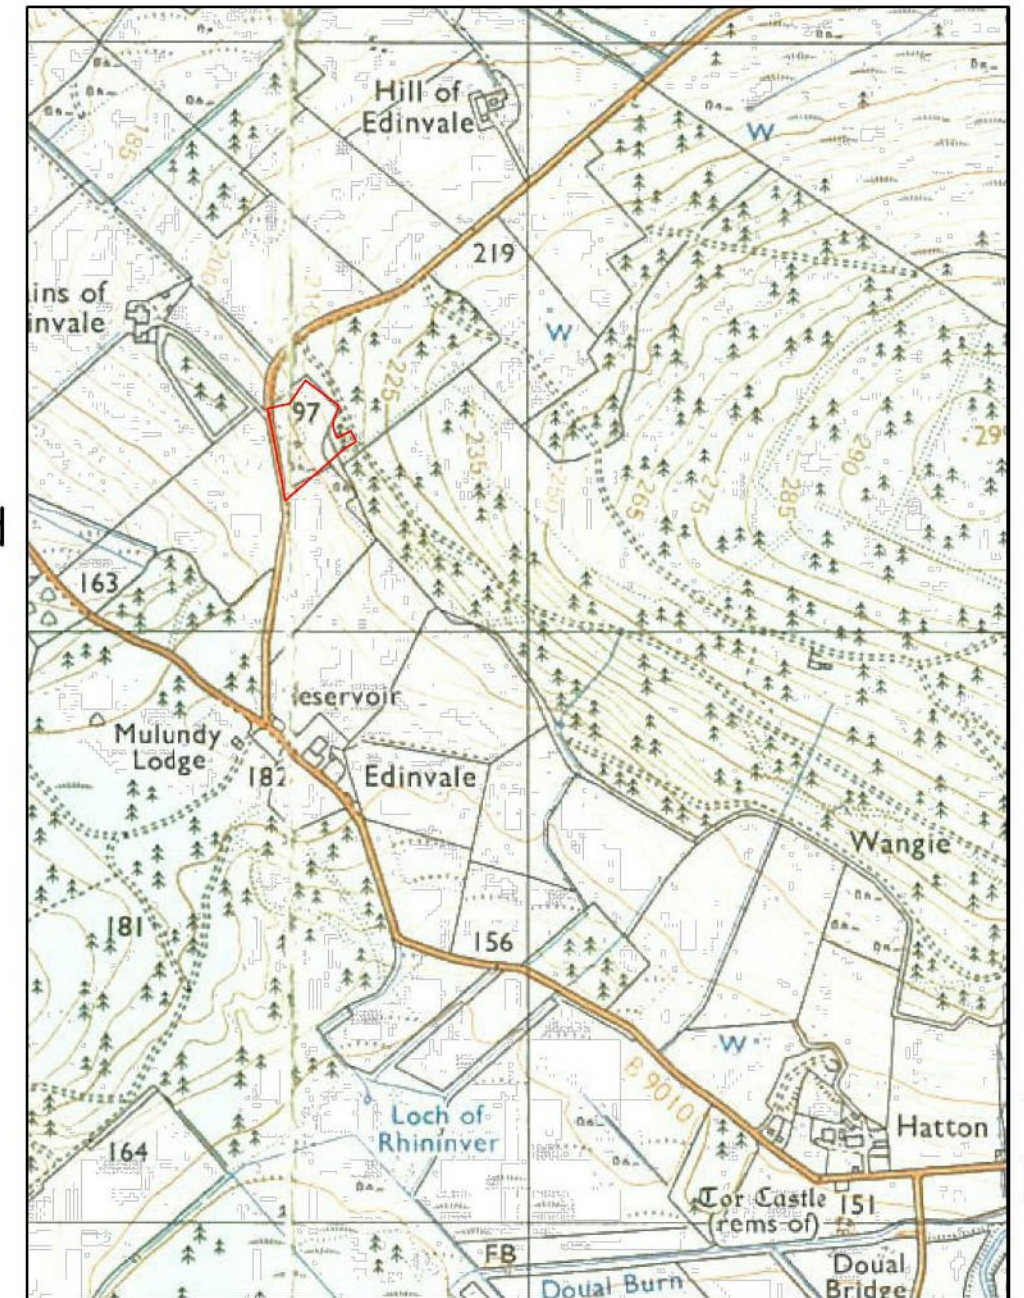 Hill of
Edinvale
W
185
200
219
ins of
invale
W
225
97
235
290
265
275
285
163
eservoir
Mulundy
Lodge
182
Edinvale
Wangie
181
156
W
B 9010
Loch of
Rhininver
Hatton
164
Tor Castle
(rems of)
151
FB
Doual
Bridge
Doual Burn